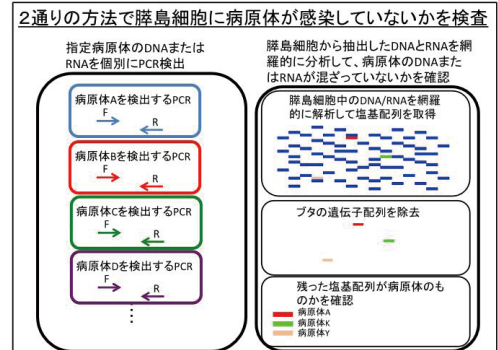 2通りの方法で膵島細胞に病原体が感染していないかを検査
指定病原体のDNAまたは
RNAを個別にPCR検出
病原体Aを検出するPCR
F
R
病原体Bを検出するPCR
F
R
病原体Cを検出するPCR
F
R
病原体Dを検出するPCR
F
R
⋮
膵島細胞から抽出したDNAとRNAを網
羅的に分析して、病原体のDNAま
たはRNAが混ざっていないかを確認
膵島細胞中のDNA/RNAを網羅
的に解析して塩基配列を取得
ブタの遺伝子配列を除去
残った塩基配列が病原体のも
のかを確認
病原体A
病原体K
病原体Y